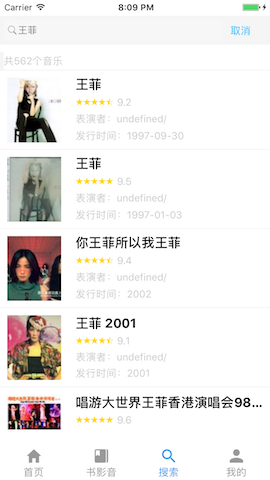 Carrier 8:09 PM
王菲 取消
共562个音乐
王菲
9.2
表演者：undefined/
发行时间：1997-09-30
王菲
9.5
表演者：undefined/
发行时间：1997-01-03
你王菲所以我王菲
9.4
表演者：undefined/
发行时间：2002
王菲 2001
9.1
表演者：undefined/
发行时间：2001
唱游大世界王菲香港演唱会98...
9.6
首页 书影音 搜索 我的